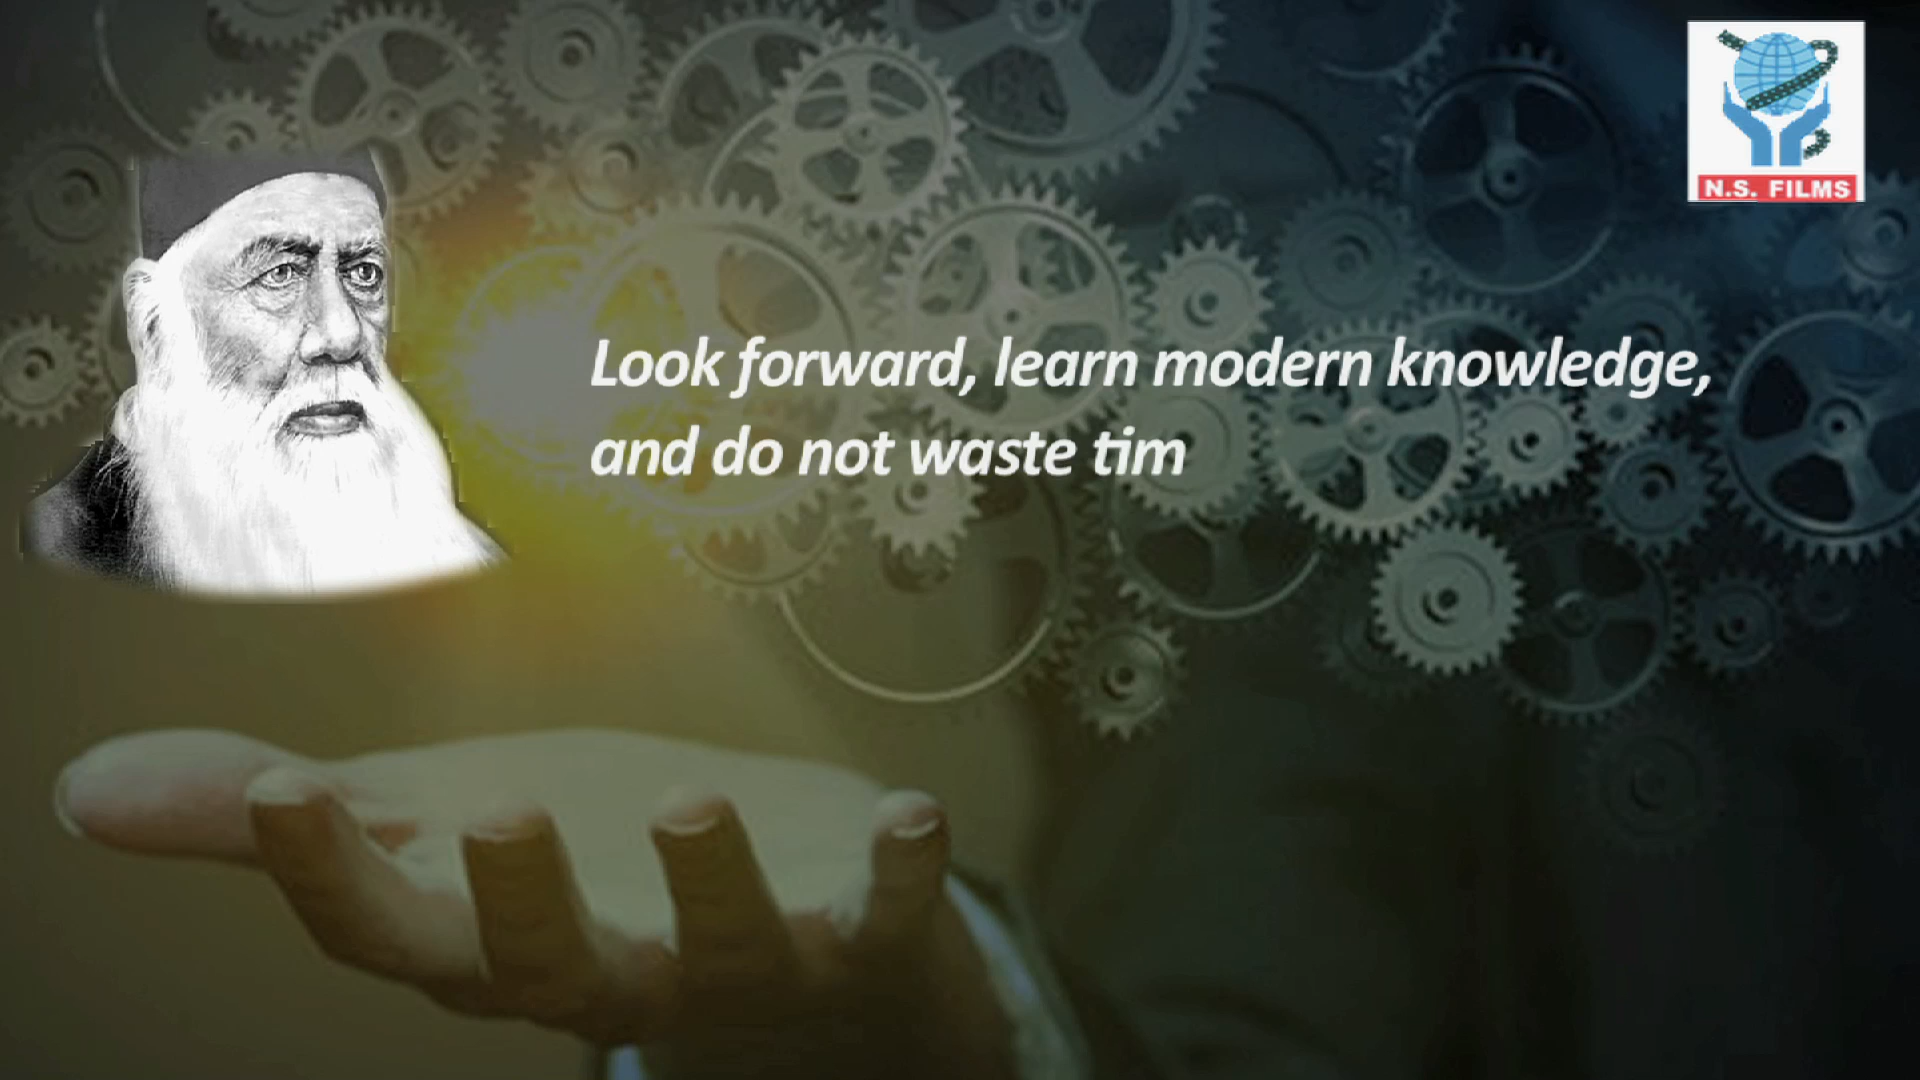 N.S. FILMS
Look forward, learn modern knowledge,
and do not waste tim